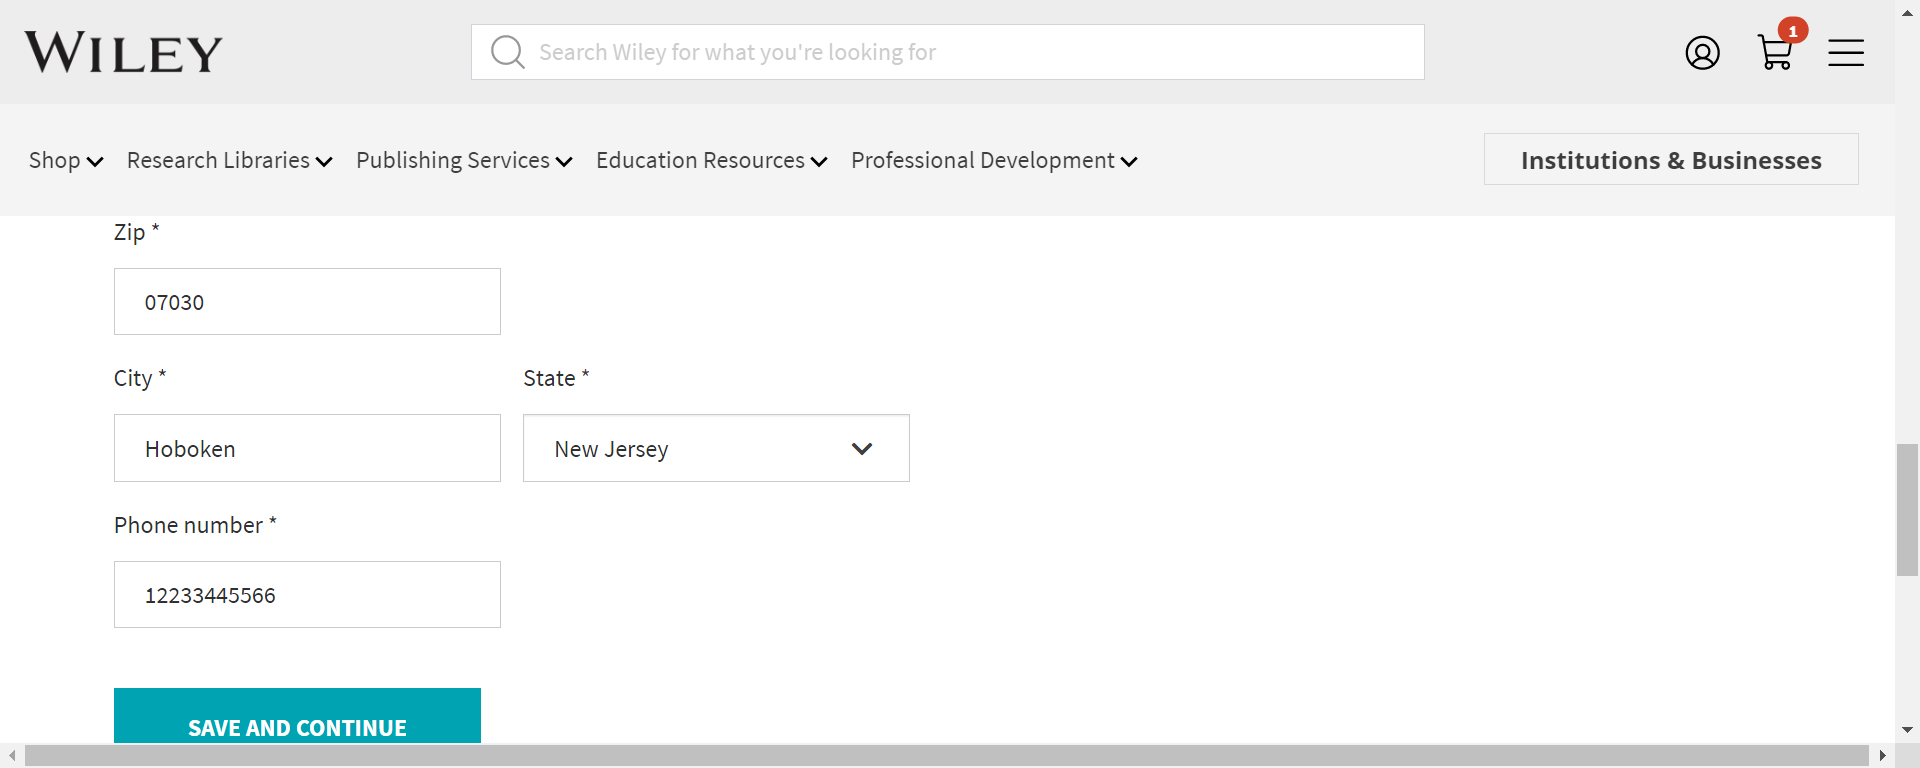 WILEY
Search Wiley for what you're looking for
1
Shop Research Libraries Publishing Services Education Resources Professional Development Institutions & Businesses
Zip *
07030
City * State *
Hoboken New Jersey
Phone number *
12233445566
SAVE AND CONTINUE